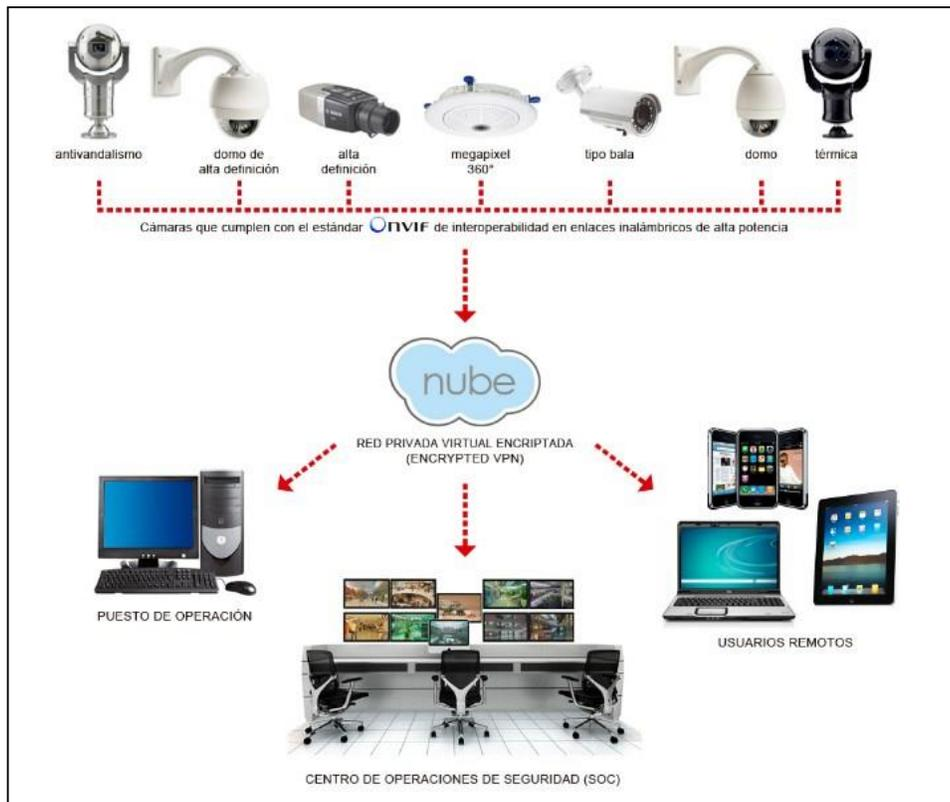 antivandalismo
domo de
alta definición
alta
definición
megapixel
360°
tipo bala
domo
térmica
Cámaras que cumplen con el estándar ONVIF de interoperabilidad en enlaces inalámbricos de alta potencia
nube
RED PRIVADA VIRTUAL ENCRIPTADA
(ENCRYPTED VPN)
PUESTO DE OPERACIÓN
USUARIOS REMOTOS
CENTRO DE OPERACIONES DE SEGURIDAD (SOC)